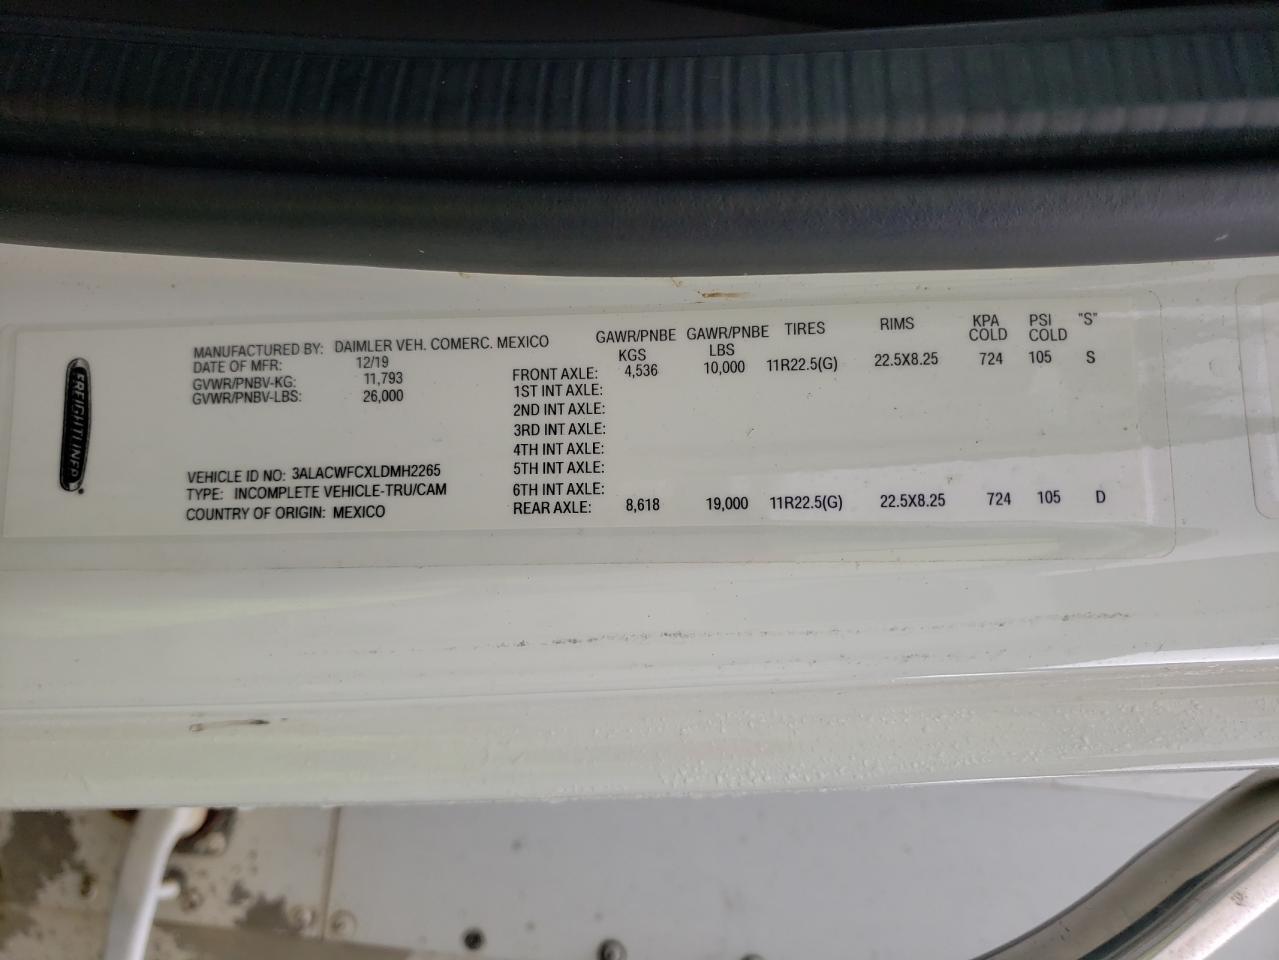 FREIGHTLINER
MANUFACTURED BY: DAIMLER VEH. COMERC. MEXICO
DATE OF MFR: 12/19
GVWR/PNBV-KG: 11,793
GVWR/PNBV-LBS: 26,000
VEHICLE ID NO: 3ALACWFCXLDMH2265
TYPE: INCOMPLETE VEHICLE-TRU/CAM
COUNTRY OF ORIGIN: MEXICO
GAWR/PNBE KGS GAWR/PNBE LBS TIRES RIMS KPA COLD PSI COLD "S"
FRONT AXLE: 4,536 10,000 11R22.5(G) 22.5X8.25 724 105 S
1ST INT AXLE:
2ND INT AXLE:
3RD INT AXLE:
4TH INT AXLE:
5TH INT AXLE:
6TH INT AXLE:
REAR AXLE: 8,618 19,000 11R22.5(G) 22.5X8.25 724 105 D